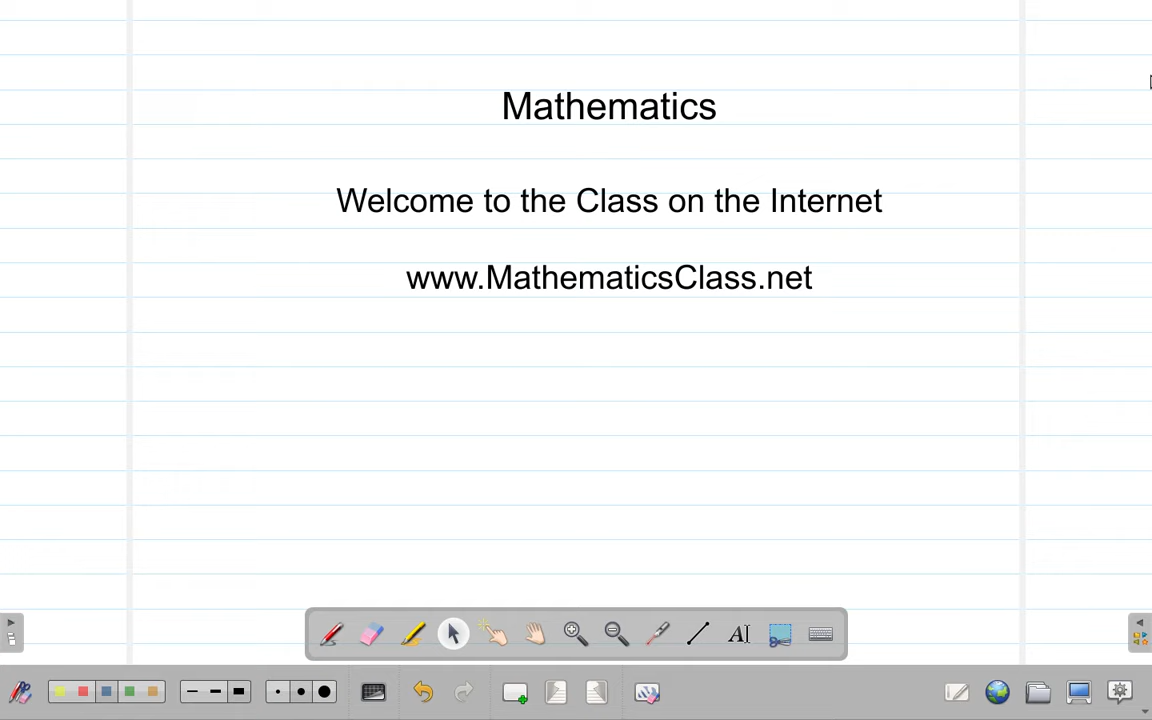 Mathematics
Welcome to the Class on the Internet
www.MathematicsClass.net